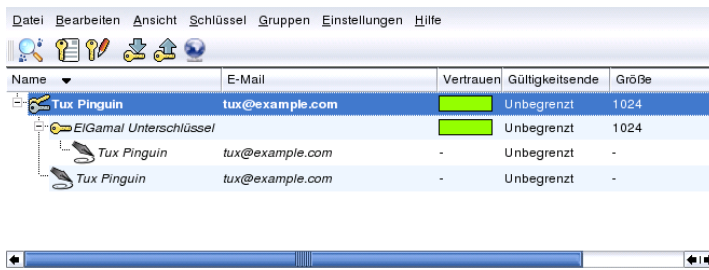 Datei Bearbeiten Ansicht Schlüssel Gruppen Einstellungen Hilfe
Name E-Mail Vertrauen Gültigkeitsende Größe
Tux Pinguin tux@example.com Unbegrenzt 1024
ElGamal Unterschlüssel Unbegrenzt 1024
Tux Pinguin tux@example.com - Unbegrenzt -
Tux Pinguin tux@example.com - Unbegrenzt -